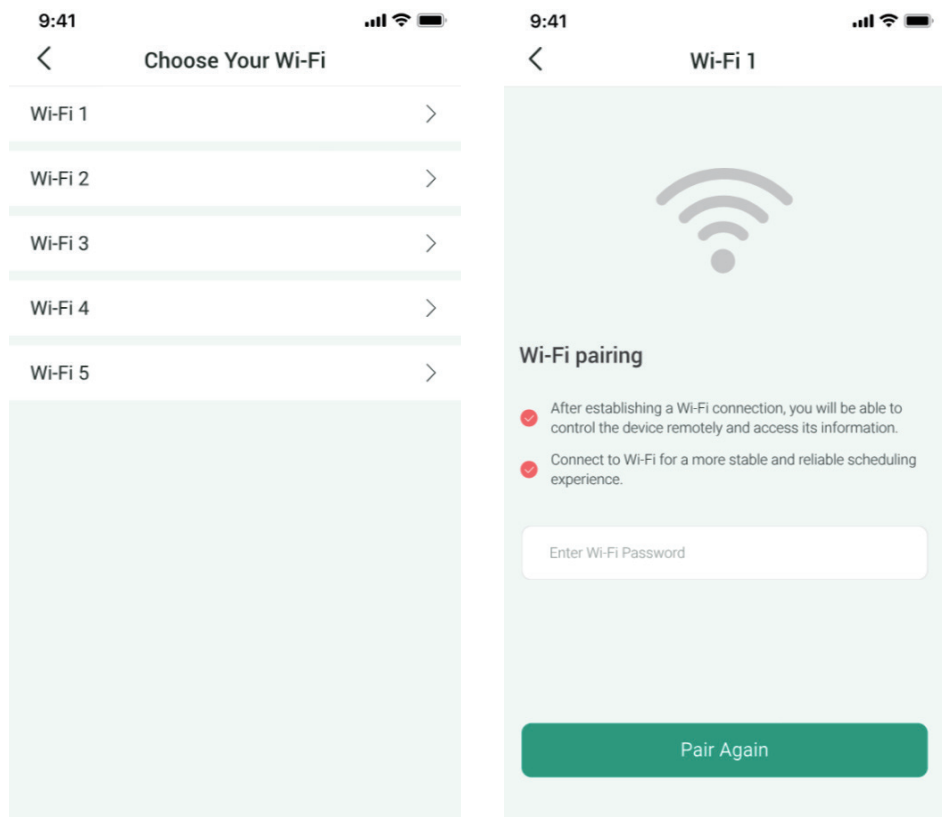 9:41
Choose Your Wi-Fi
Wi-Fi 1
Wi-Fi 2
Wi-Fi 3
Wi-Fi 4
Wi-Fi 5
9:41
Wi-Fi 1
Wi-Fi pairing
After establishing a Wi-Fi connection, you will be able to
control the device remotely and access its information.
Connect to Wi-Fi for a more stable and reliable scheduling
experience.
Enter Wi-Fi Password
Pair Again